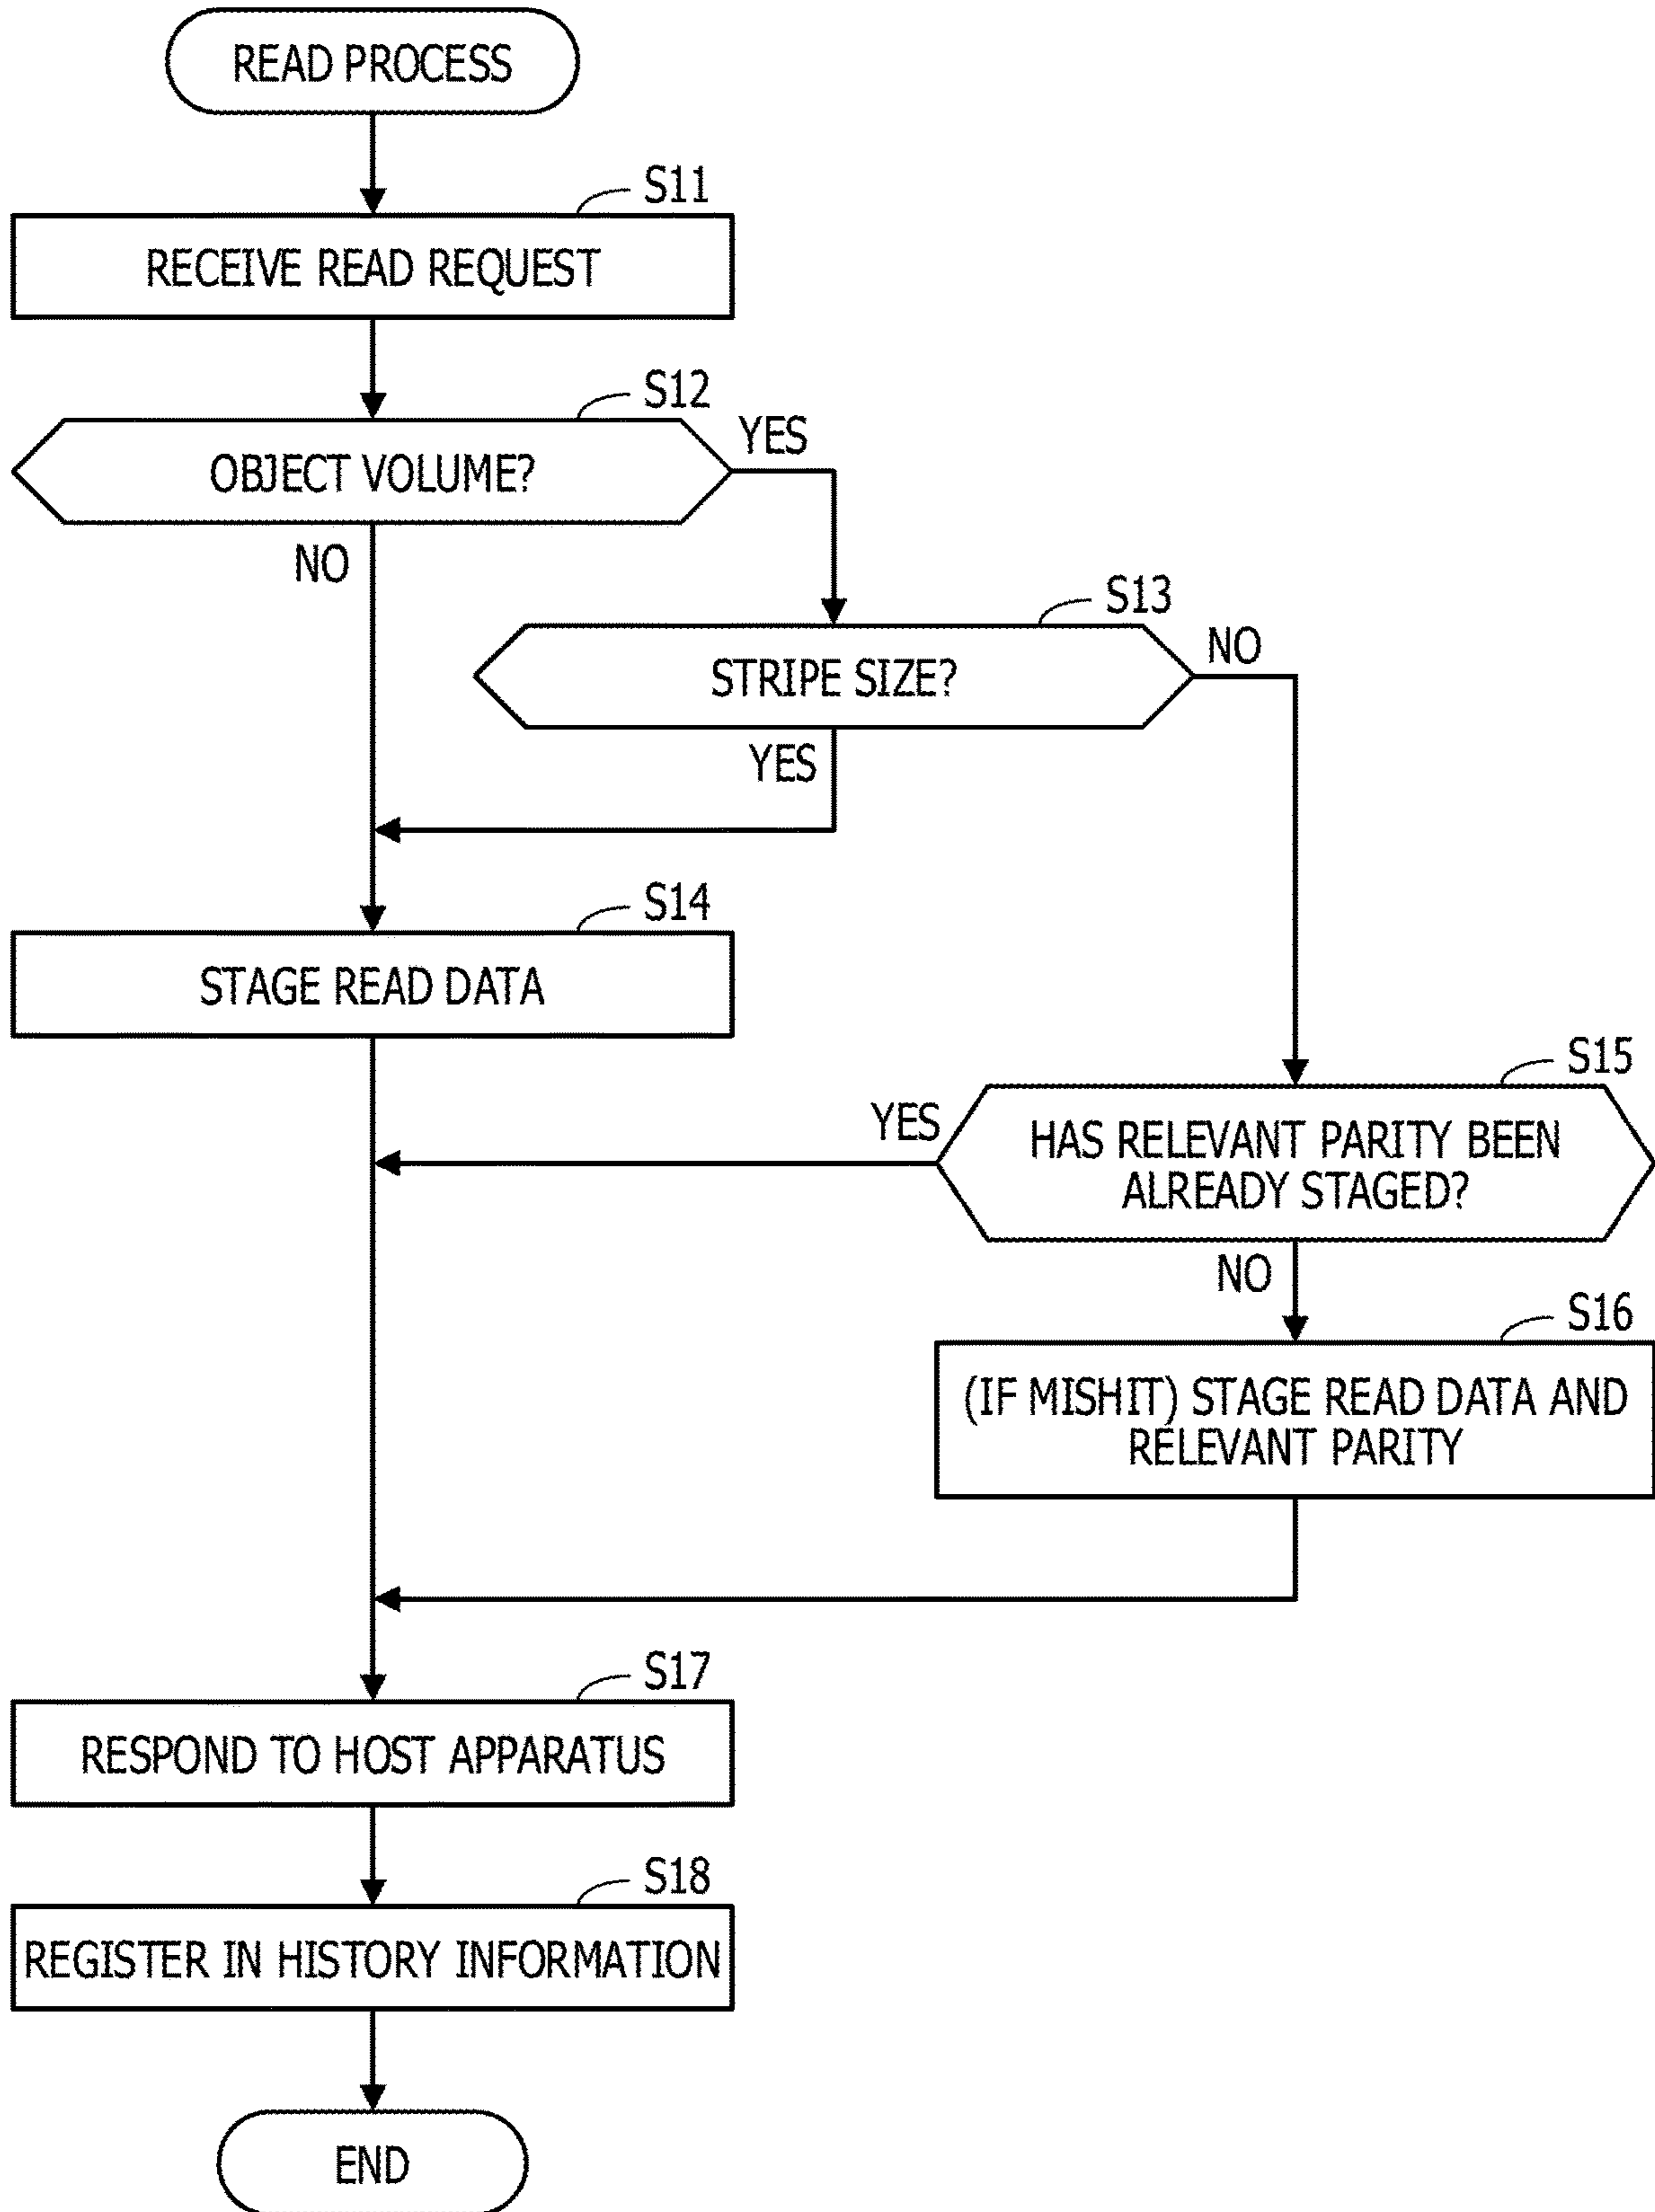 READ PROCESS
S11
RECEIVE READ REQUEST
S12
OBJECT VOLUME?
YES
NO
S13
STRIPE SIZE?
NO
YES
S14
STAGE READ DATA
S15
HAS RELEVANT PARITY BEEN
ALREADY STAGED?
YES
NO
S16
(IF MISHIT) STAGE READ DATA AND
RELEVANT PARITY
S17
RESPOND TO HOST APPARATUS
S18
REGISTER IN HISTORY INFORMATION
END